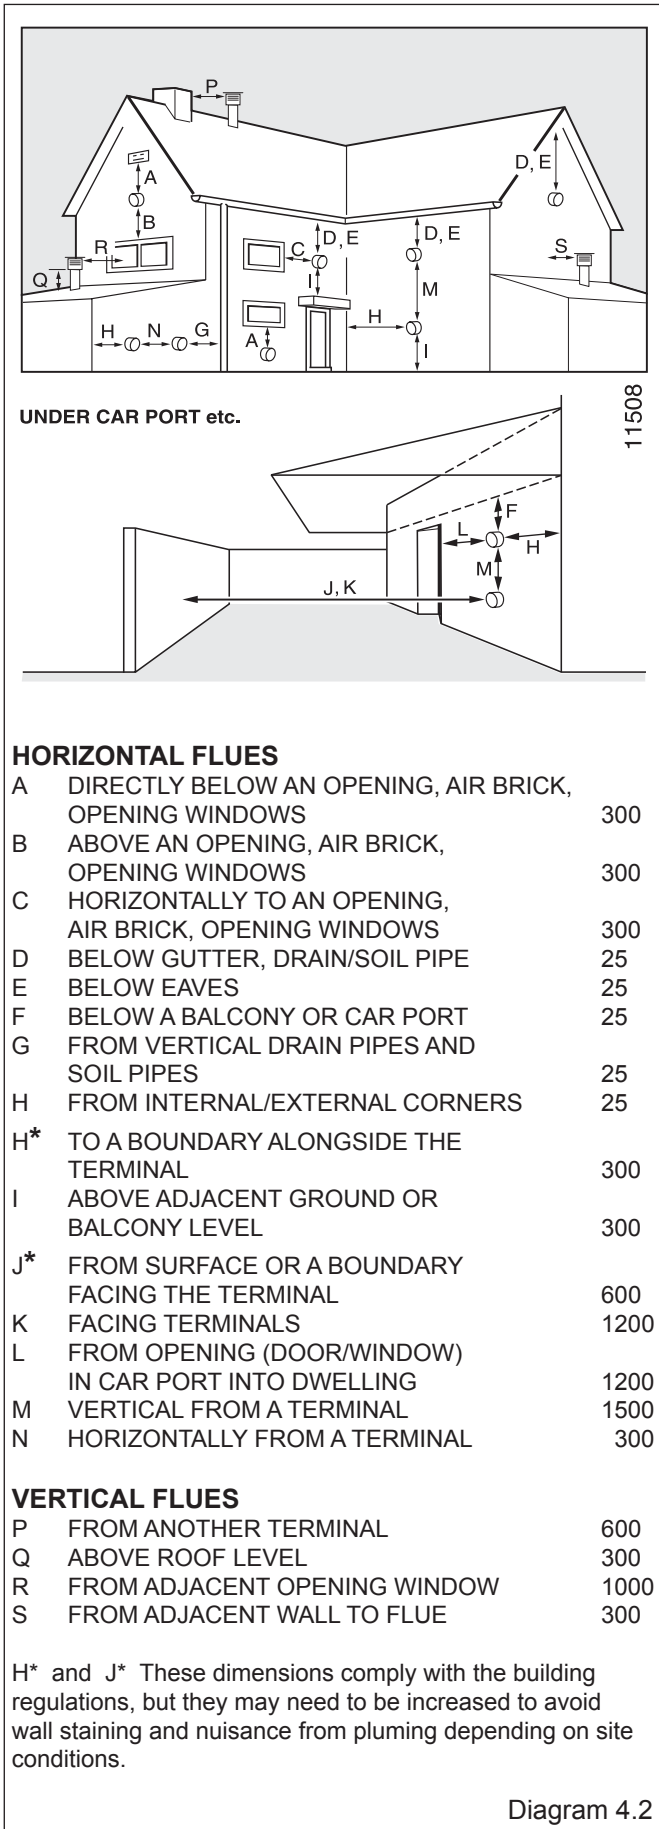 P
A
B
R
Q
H N G
C
D, E
I
A
D, E
M
H
I
D, E
S
11508
UNDER CAR PORT etc.
F
L
H
M
J, K
HORIZONTAL FLUES
A DIRECTLY BELOW AN OPENING, AIR BRICK,
OPENING WINDOWS 300
B ABOVE AN OPENING, AIR BRICK,
OPENING WINDOWS 300
C HORIZONTALLY TO AN OPENING,
AIR BRICK, OPENING WINDOWS 300
D BELOW GUTTER, DRAIN/SOIL PIPE 25
E BELOW EAVES 25
F BELOW A BALCONY OR CAR PORT 25
G FROM VERTICAL DRAIN PIPES AND
SOIL PIPES 25
H FROM INTERNAL/EXTERNAL CORNERS 25
H* TO A BOUNDARY ALONGSIDE THE
TERMINAL 300
I ABOVE ADJACENT GROUND OR
BALCONY LEVEL 300
J* FROM SURFACE OR A BOUNDARY
FACING THE TERMINAL 600
K FACING TERMINALS 1200
L FROM OPENING (DOOR/WINDOW)
IN CAR PORT INTO DWELLING 1200
M VERTICAL FROM A TERMINAL 1500
N HORIZONTALLY FROM A TERMINAL 300
VERTICAL FLUES
P FROM ANOTHER TERMINAL 600
Q ABOVE ROOF LEVEL 300
R FROM ADJACENT OPENING WINDOW 1000
S FROM ADJACENT WALL TO FLUE 300
H* and J* These dimensions comply with the building
regulations, but they may need to be increased to avoid
wall staining and nuisance from pluming depending on site
conditions.
Diagram 4.2